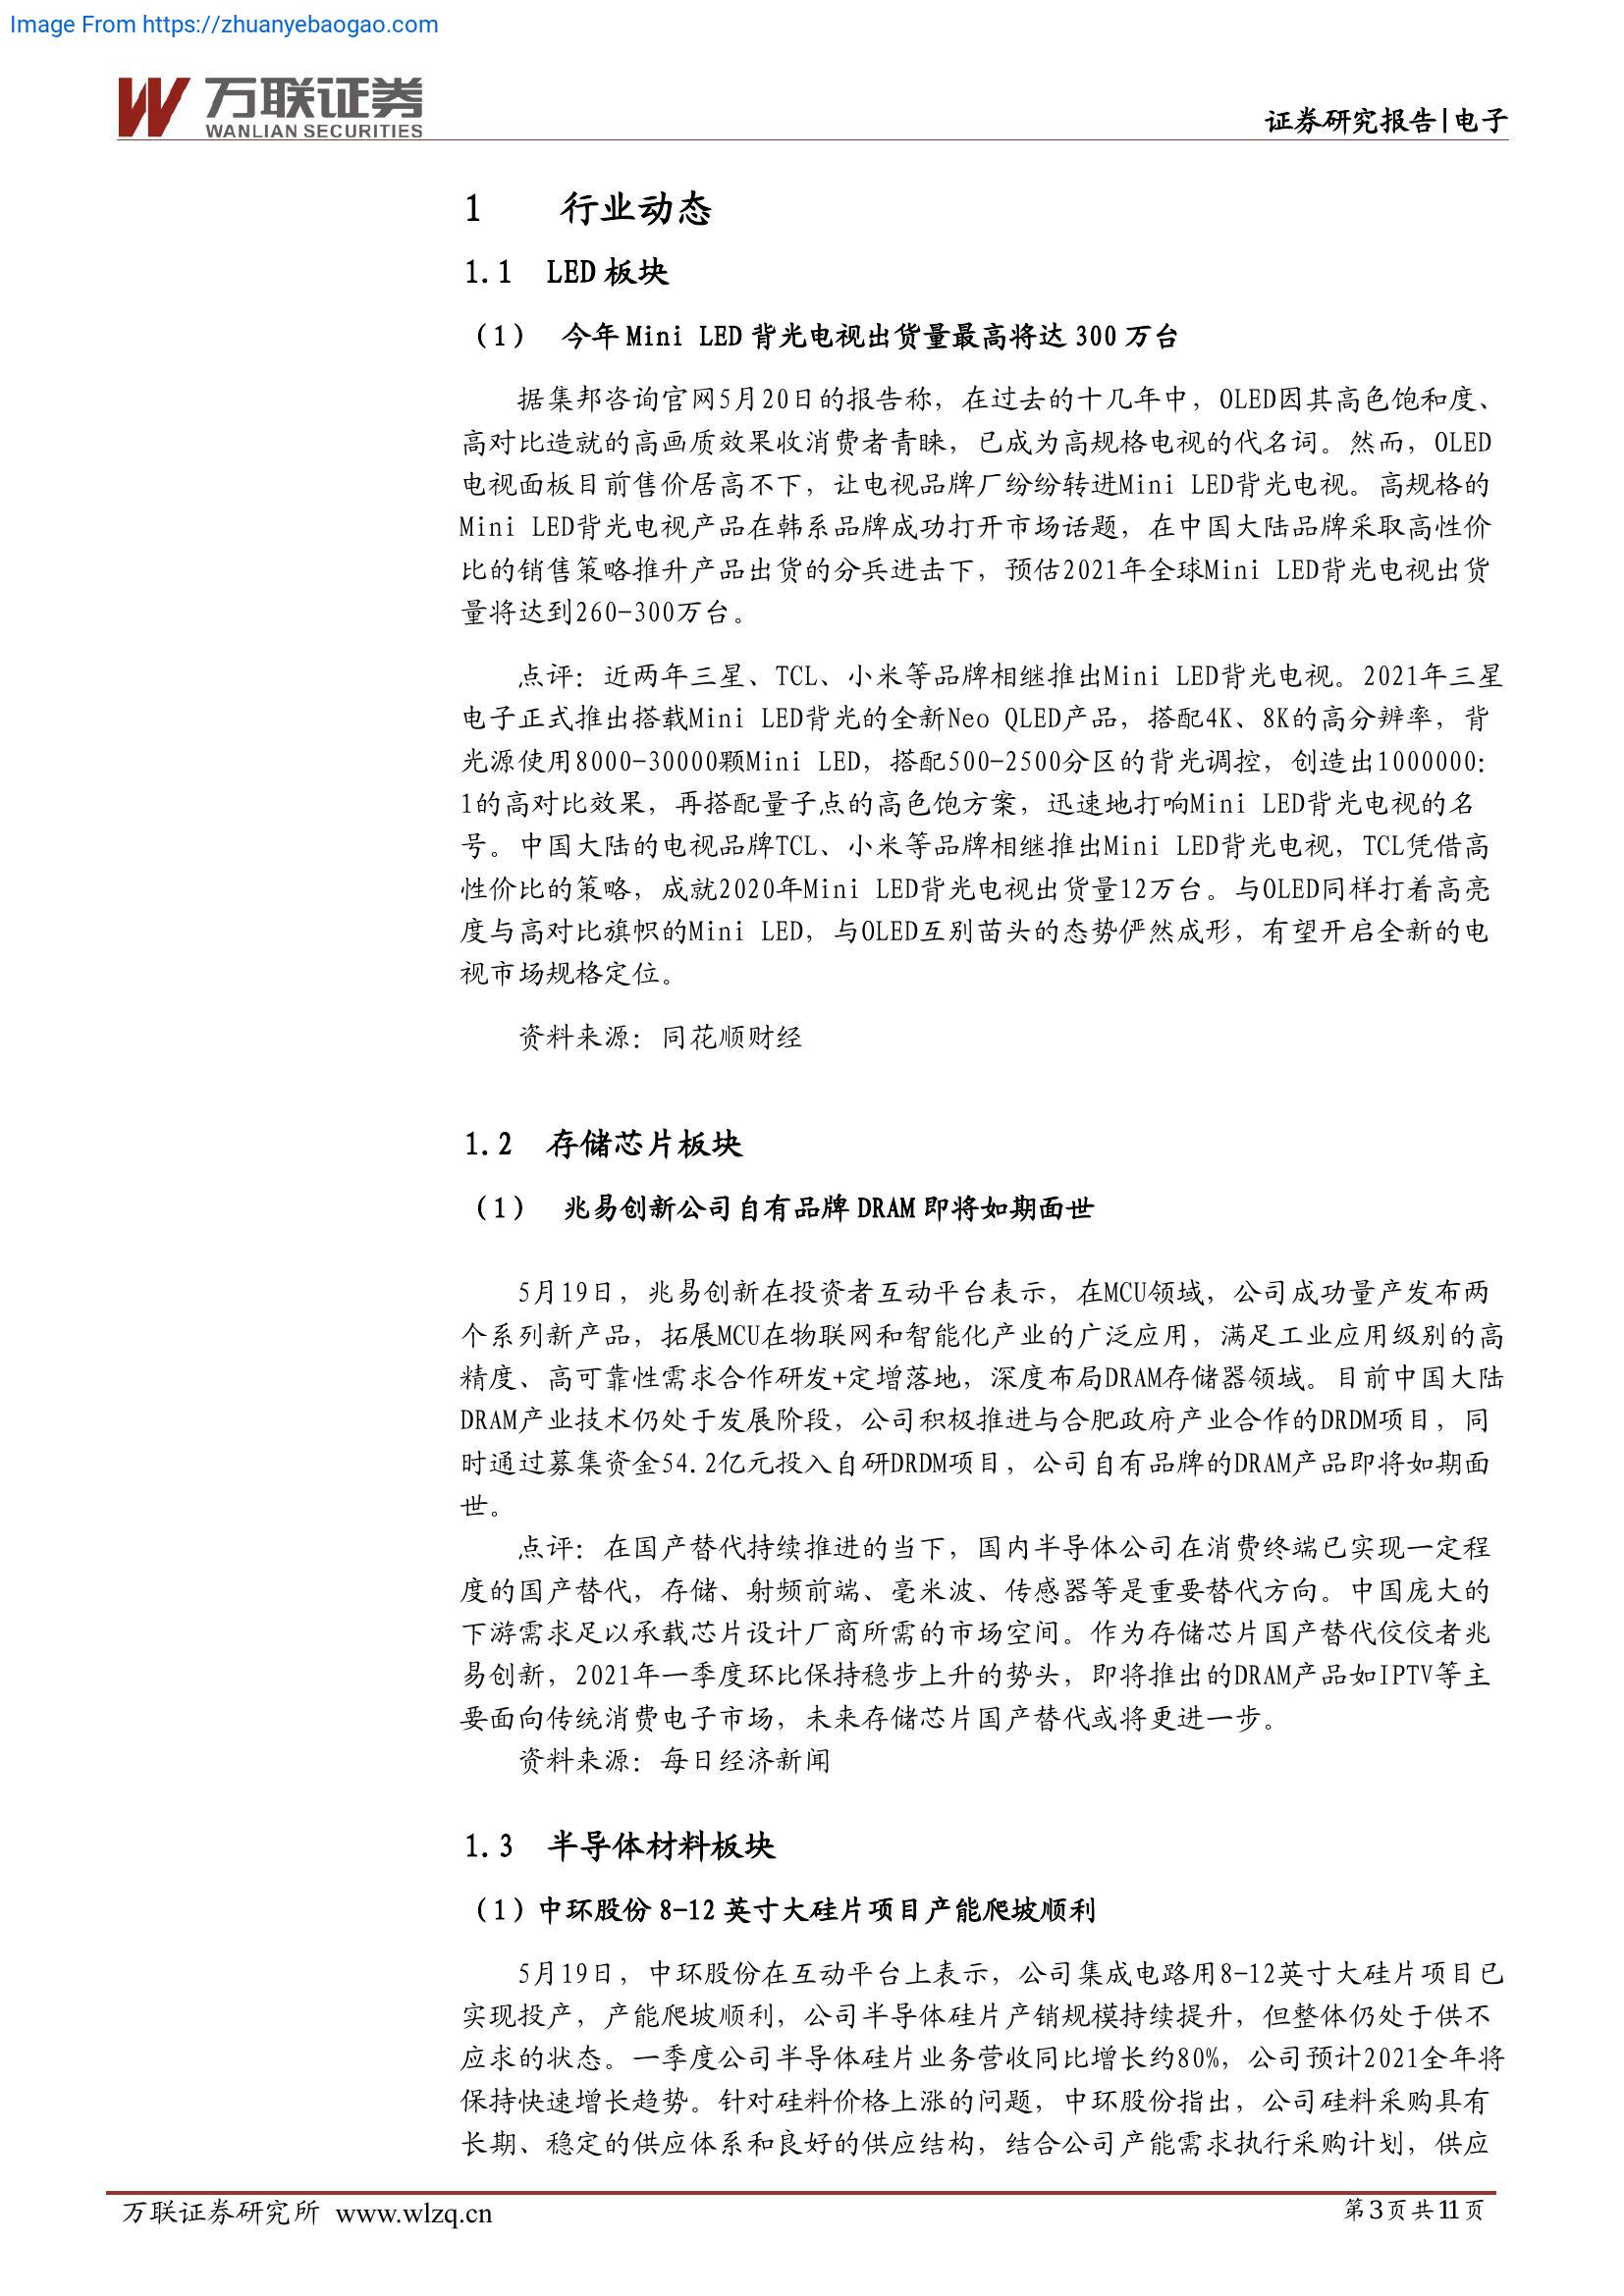 Image From https://zhuanyebaogao.com
万联证券
WANLIAN SECURITIES
证券研究报告|电子
1 行业动态
1.1 LED 板块
（1） 今年 Mini LED 背光电视出货量最高将达 300 万台
据集邦咨询官网5月20日的报告称，在过去的十几年中，OLED因其高色饱和度、
高对比造就的高画质效果收消费者青睐，已成为高规格电视的代名词。然而，OLED
电视面板目前售价居高不下，让电视品牌厂纷纷转进Mini LED背光电视。高规格的
Mini LED背光电视产品在韩系品牌成功打开市场话题，在中国大陆品牌采取高性价
比的销售策略推升产品出货的分兵进击下，预估2021年全球Mini LED背光电视出货
量将达到260-300万台。
点评：近两年三星、TCL、小米等品牌相继推出Mini LED背光电视。2021年三星
电子正式推出搭载Mini LED背光的全新Neo QLED产品，搭配4K、8K的高分辨率，背
光源使用8000-30000颗Mini LED，搭配500-2500分区的背光调控，创造出1000000:
1的高对比效果，再搭配量子点的高色饱方案，迅速地打响Mini LED背光电视的名
号。中国大陆的电视品牌TCL、小米等品牌相继推出Mini LED背光电视，TCL凭借高
性价比的策略，成就2020年Mini LED背光电视出货量12万台。与OLED同样打着高亮
度与高对比旗帜的Mini LED，与OLED互别苗头的态势俨然成形，有望开启全新的电
视市场规格定位。
资料来源：同花顺财经
1.2 存储芯片板块
（1） 兆易创新公司自有品牌 DRAM 即将如期面世
5月19日，兆易创新在投资者互动平台表示，在MCU领域，公司成功量产发布两
个系列新产品，拓展MCU在物联网和智能化产业的广泛应用，满足工业应用级别的高
精度、高可靠性需求合作研发+定增落地，深度布局DRAM存储器领域。目前中国大陆
DRAM产业技术仍处于发展阶段，公司积极推进与合肥政府产业合作的DRDM项目，同
时通过募集资金54.2亿元投入自研DRDM项目，公司自有品牌的DRAM产品即将如期面
世。
点评：在国产替代持续推进的当下，国内半导体公司在消费终端已实现一定程
度的国产替代，存储、射频前端、毫米波、传感器等是重要替代方向。中国庞大的
下游需求足以承载芯片设计厂商所需的市场空间。作为存储芯片国产替代佼佼者兆
易创新，2021年一季度环比保持稳步上升的势头，即将推出的DRAM产品如IPTV等主
要面向传统消费电子市场，未来存储芯片国产替代或将更进一步。
资料来源：每日经济新闻
1.3 半导体材料板块
（1）中环股份 8-12 英寸大硅片项目产能爬坡顺利
5月19日，中环股份在互动平台上表示，公司集成电路用8-12英寸大硅片项目已
实现投产，产能爬坡顺利，公司半导体硅片产销规模持续提升，但整体仍处于供不
应求的状态。一季度公司半导体硅片业务营收同比增长约80%，公司预计2021全年将
保持快速增长趋势。针对硅料价格上涨的问题，中环股份指出，公司硅料采购具有
长期、稳定的供应体系和良好的供应结构，结合公司产能需求执行采购计划，供应
万联证券研究所 www.wlzq.cn
第3页共11页